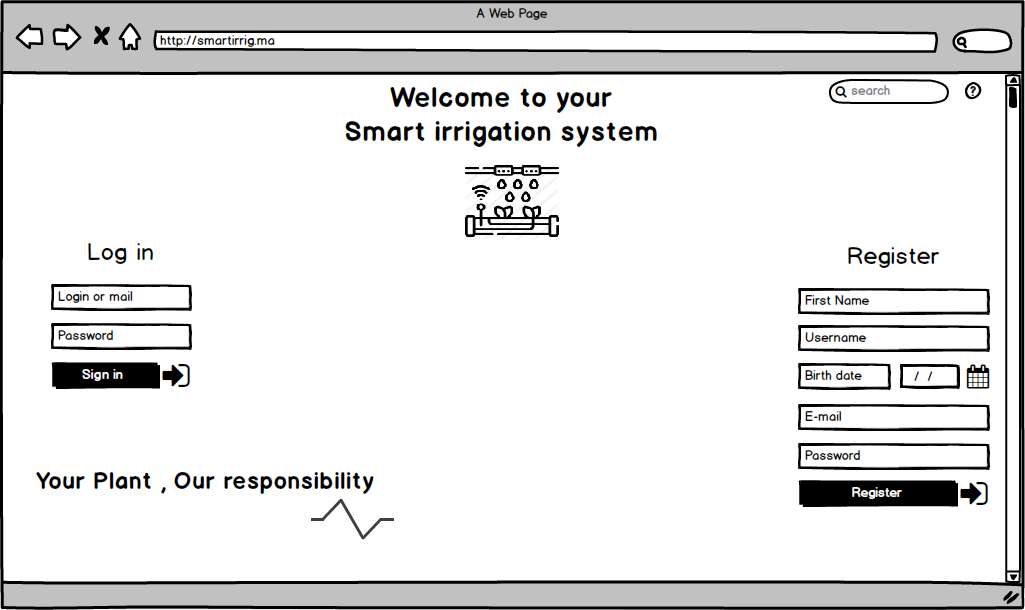 A Web Page
http://smartirrig.ma
search
?
Welcome to your
Smart irrigation system
Log in
Login or mail
Password
Sign in
Register
First Name
Username
Birth date
/ /
E-mail
Password
Register
Your Plant , Our responsibility